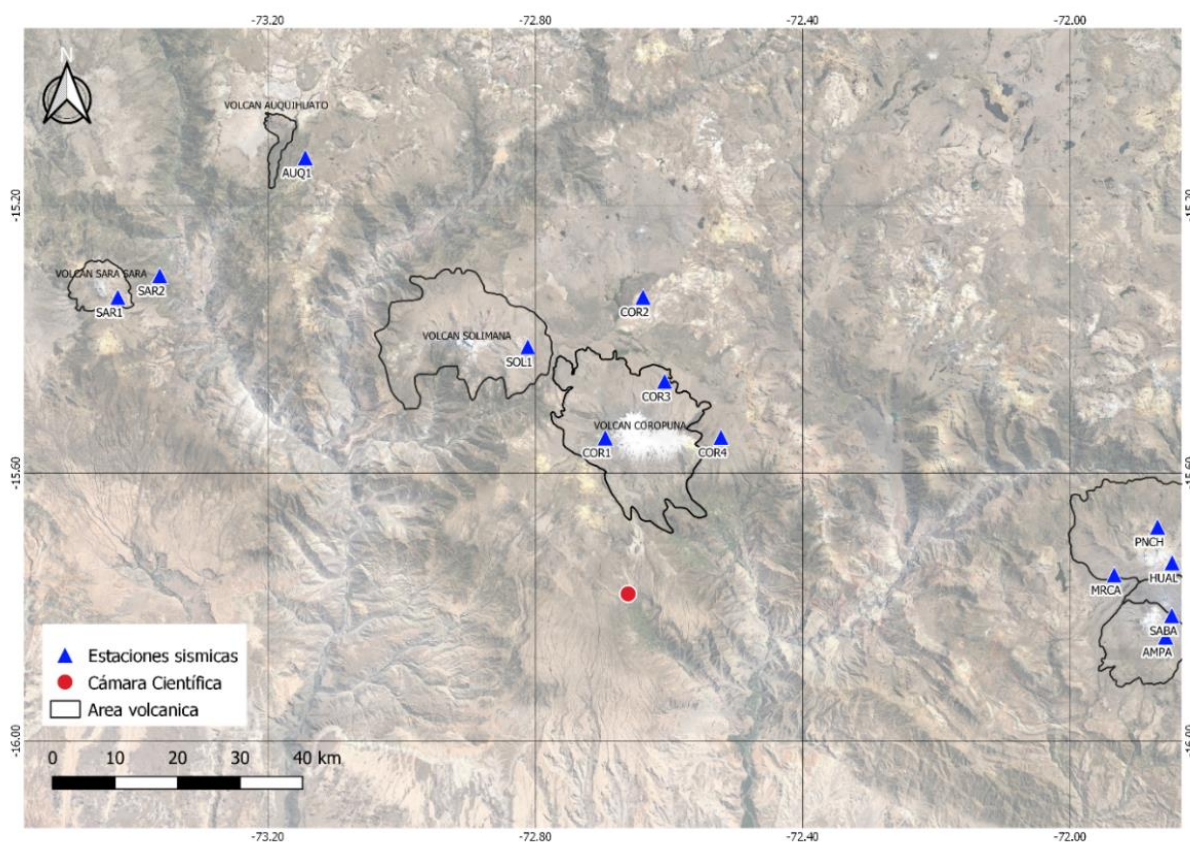 -73.20 -72.80 -72.40 -72.00
N
VOLCAN AUQUIHUATO
AUQ1
-15.20 -15.20
VOLCAN SARA SARA
SAR2
SAR1
COR2
VOLCAN SOLIMANA
SOL1
COR3
VOLCAN COROPUNA
COR1 COR4
-15.60 -15.60
PNCH
HUAL
MRCA
SABA
AMPA
Estaciones sismicas
Cámara Científica
Area volcanica
-16.00 -16.00
0 10 20 30 40 km
-73.20 -72.80 -72.40 -72.00